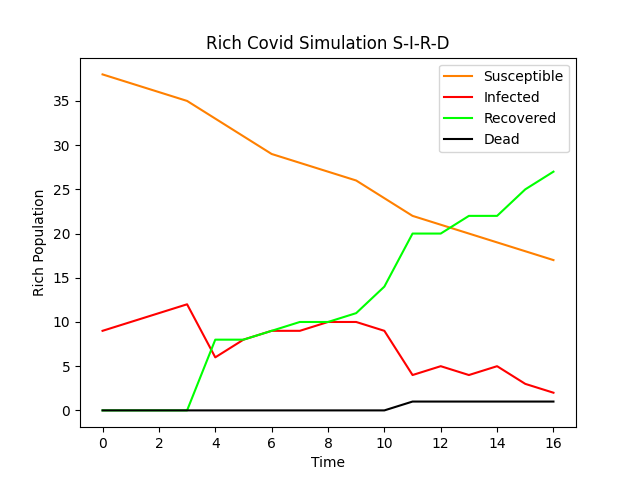 Rich Covid Simulation S-I-R-D
Susceptible
Infected
Recovered
Dead
Rich Population
35
30
25
20
15
10
5
0
0 2 4 6 8 10 12 14 16
Time